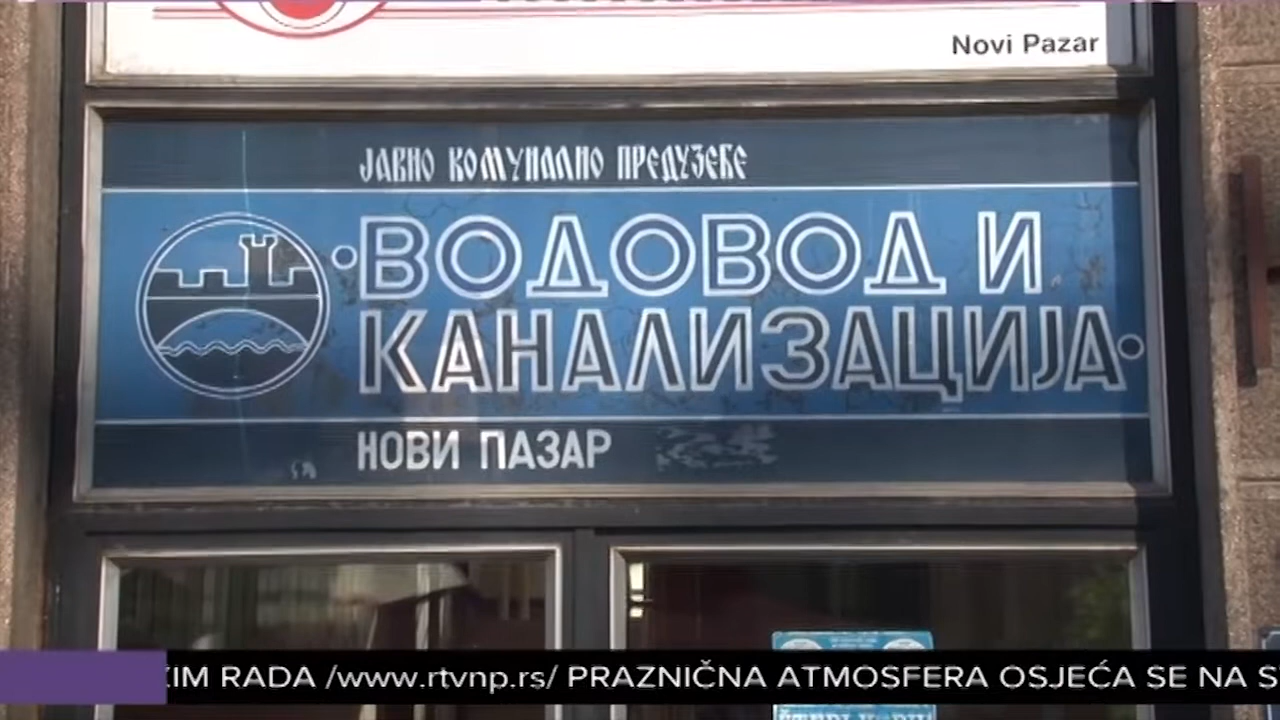 Novi Pazar
ЈАВНО КОМУНАЛНО ПРЕДУЗЕЋЕ
ВОДОВОД И
КАНАЛИЗАЦИЈА
НОВИ ПАЗАР
KIM RADA /www.rtvnp.rs/ PRAZNIČNA ATMOSFERA OSJEĆA SE NA S